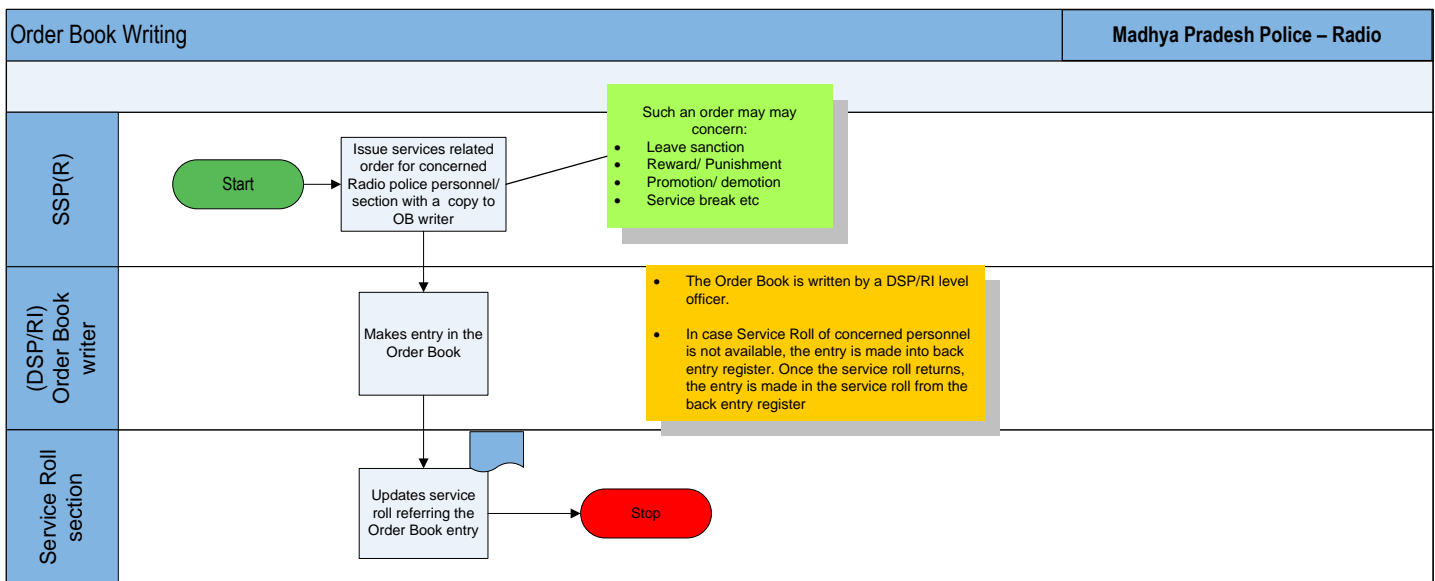 Order Book Writing
Madhya Pradesh Police – Radio
SSP(R)
Start
Issue services related
order for concerned
Radio police personnel/
section with a copy to
OB writer
Such an order may may
concern:
• Leave sanction
• Reward/ Punishment
• Promotion/ demotion
• Service break etc
(DSP/RI)
Order Book
writer
Makes entry in the
Order Book
• The Order Book is written by a DSP/RI level
officer.
• In case Service Roll of concerned personnel
is not available, the entry is made into back
entry register. Once the service roll returns,
the entry is made in the service roll from the
back entry register
Service Roll
section
Updates service
roll referring the
Order Book entry
Stop